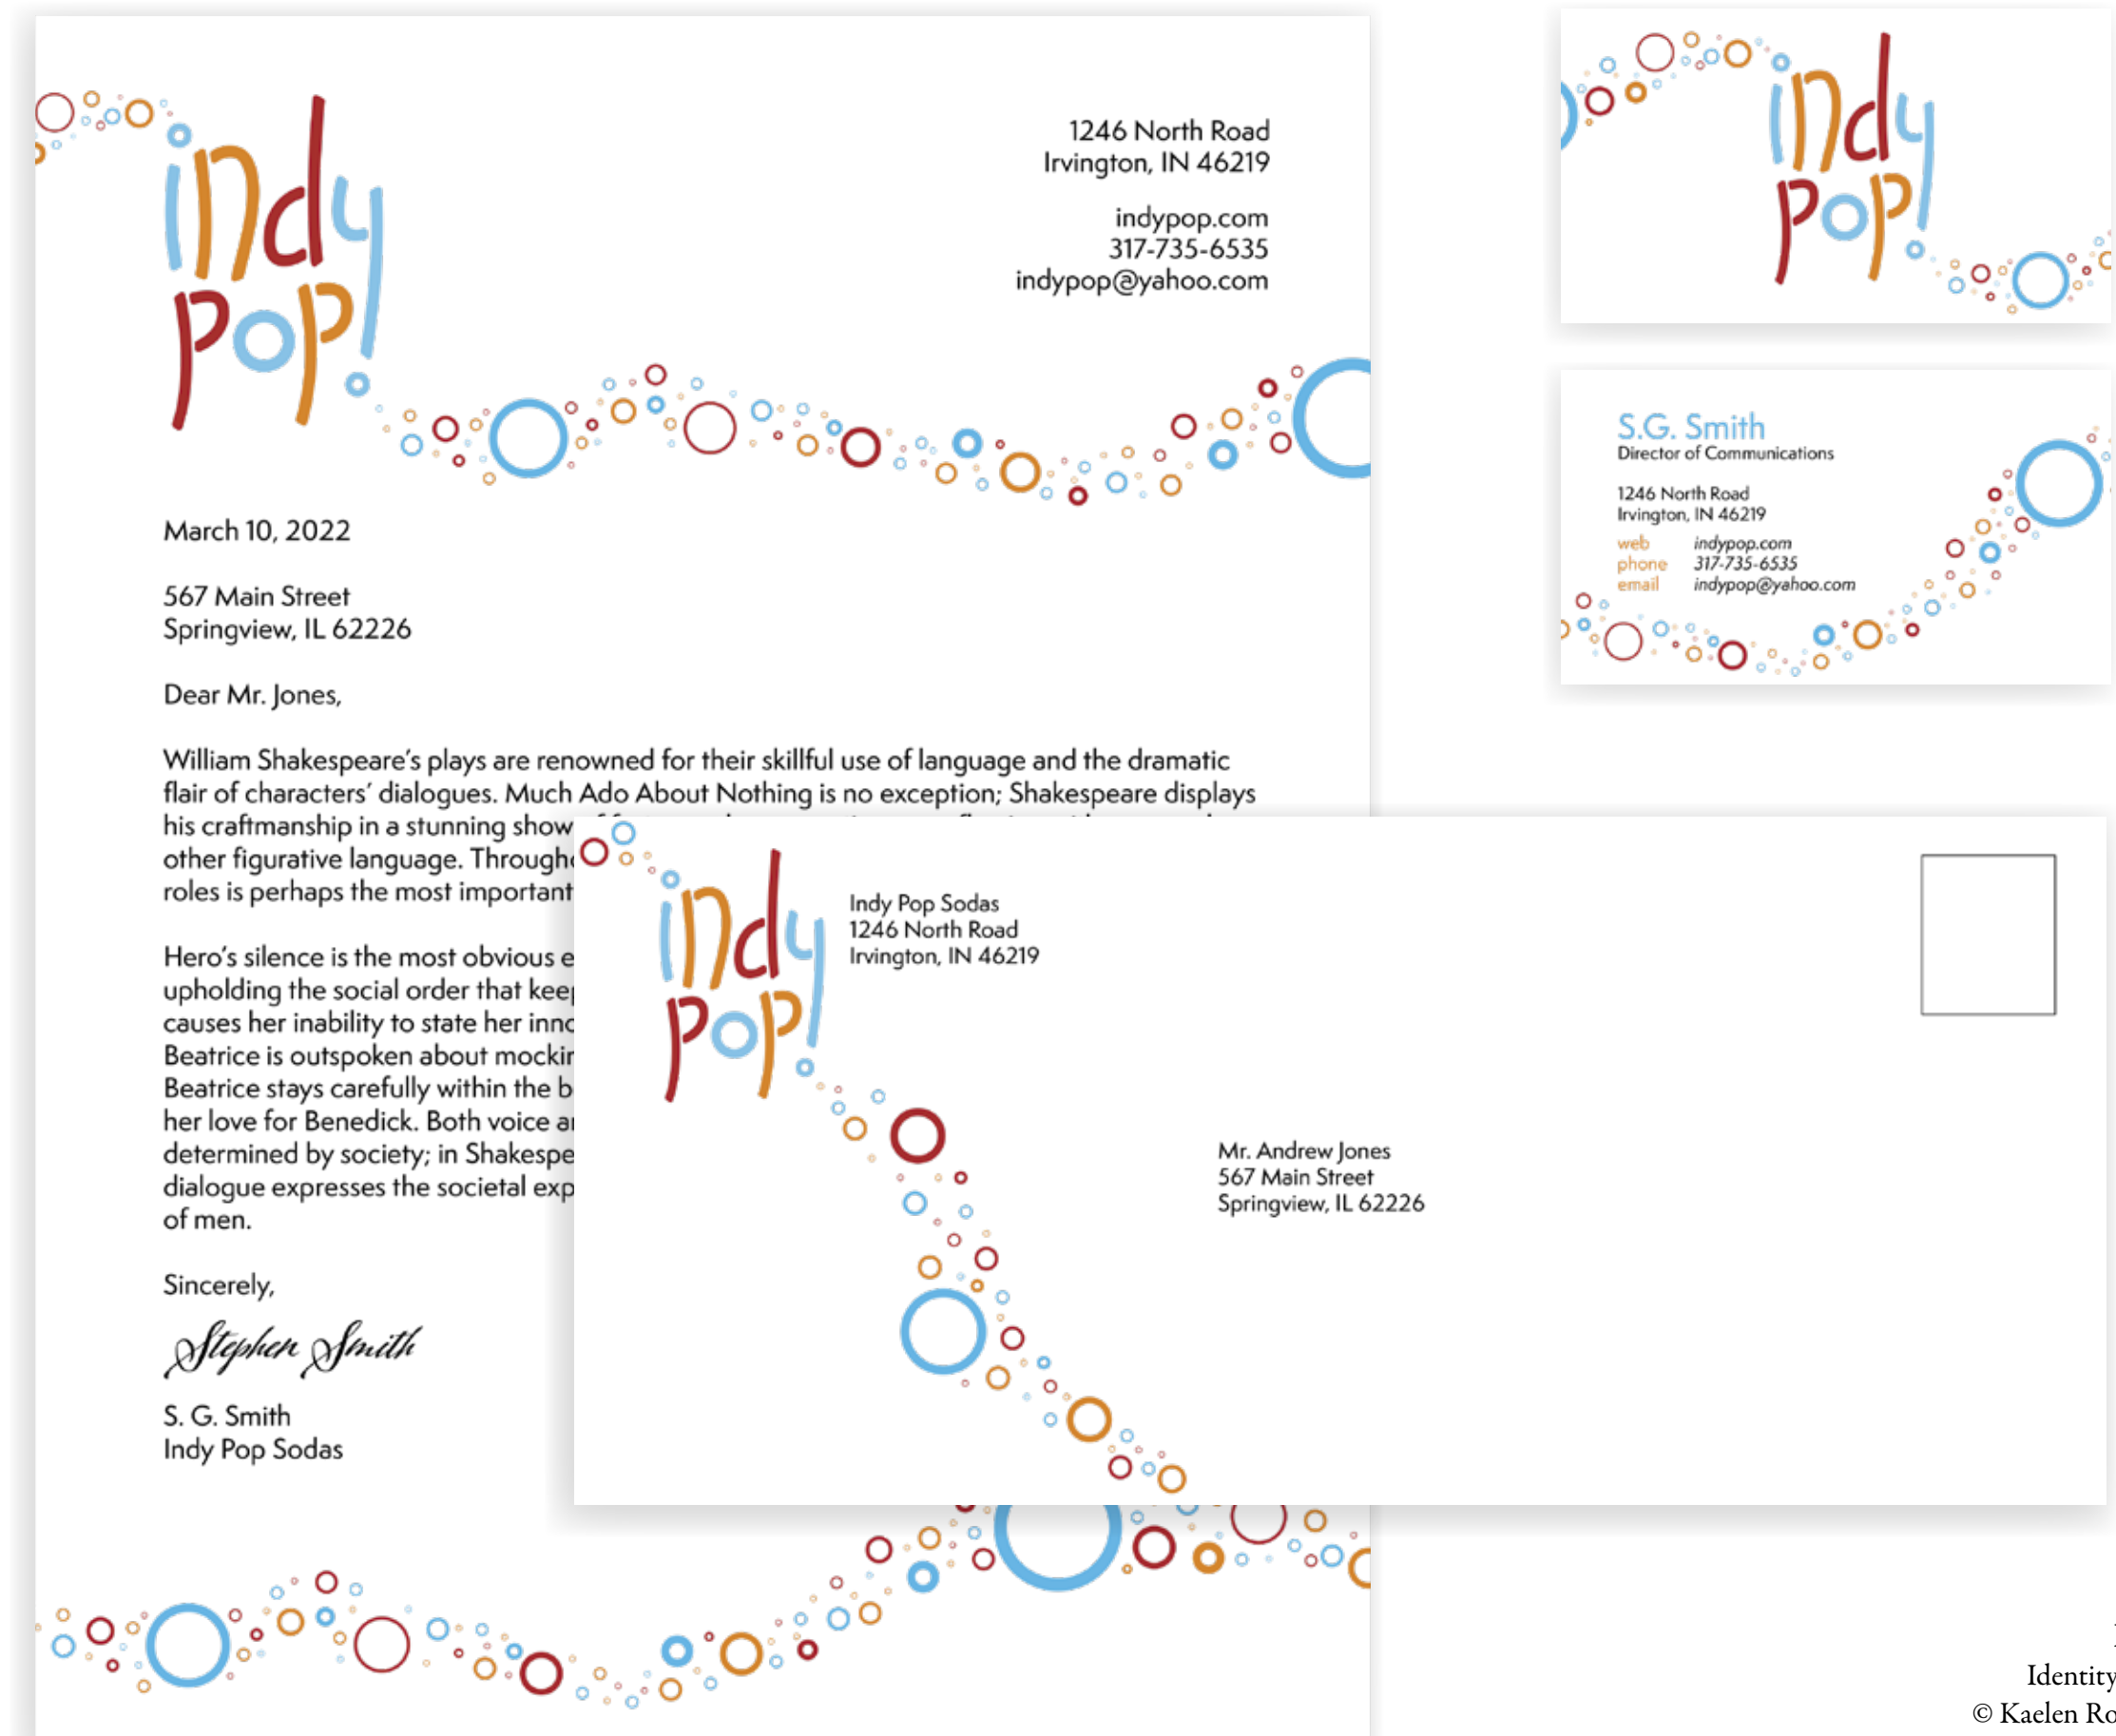 indy
pop!
1246 North Road
Irvington, IN 46219
indypop.com
317-735-6535
indypop@yahoo.com
March 10, 2022
567 Main Street
Springview, IL 62226
Dear Mr. Jones,
William Shakespeare's plays are renowned for their skillful use of language and the dramatic
flair of characters' dialogues. Much Ado About Nothing is no exception; Shakespeare displays
his craftmanship in a stunning show
other figurative language.
roles is perhaps the most important
Hero's silence is the most obvious
upholding the social order that
causes her inability to state her
Beatrice is outspoken about
Beatrice stays carefully within the
her love for Benedick. Both voice
determined by society; in
dialogue expresses the societal
of men.
Sincerely,
Stephen Smith
S. G. Smith
Indy Pop Sodas
indy
pop!
S.G. Smith
Director of Communications
1246 North Road
Irvington, IN 46219
web indypop.com
phone 317-735-6535
email indypop@yahoo.com
indy
pop!
Indy Pop Sodas
1246 North Road
Irvington, IN 46219
Mr. Andrew Jones
567 Main Street
Springview, IL 62226
Identity
© Kaelen